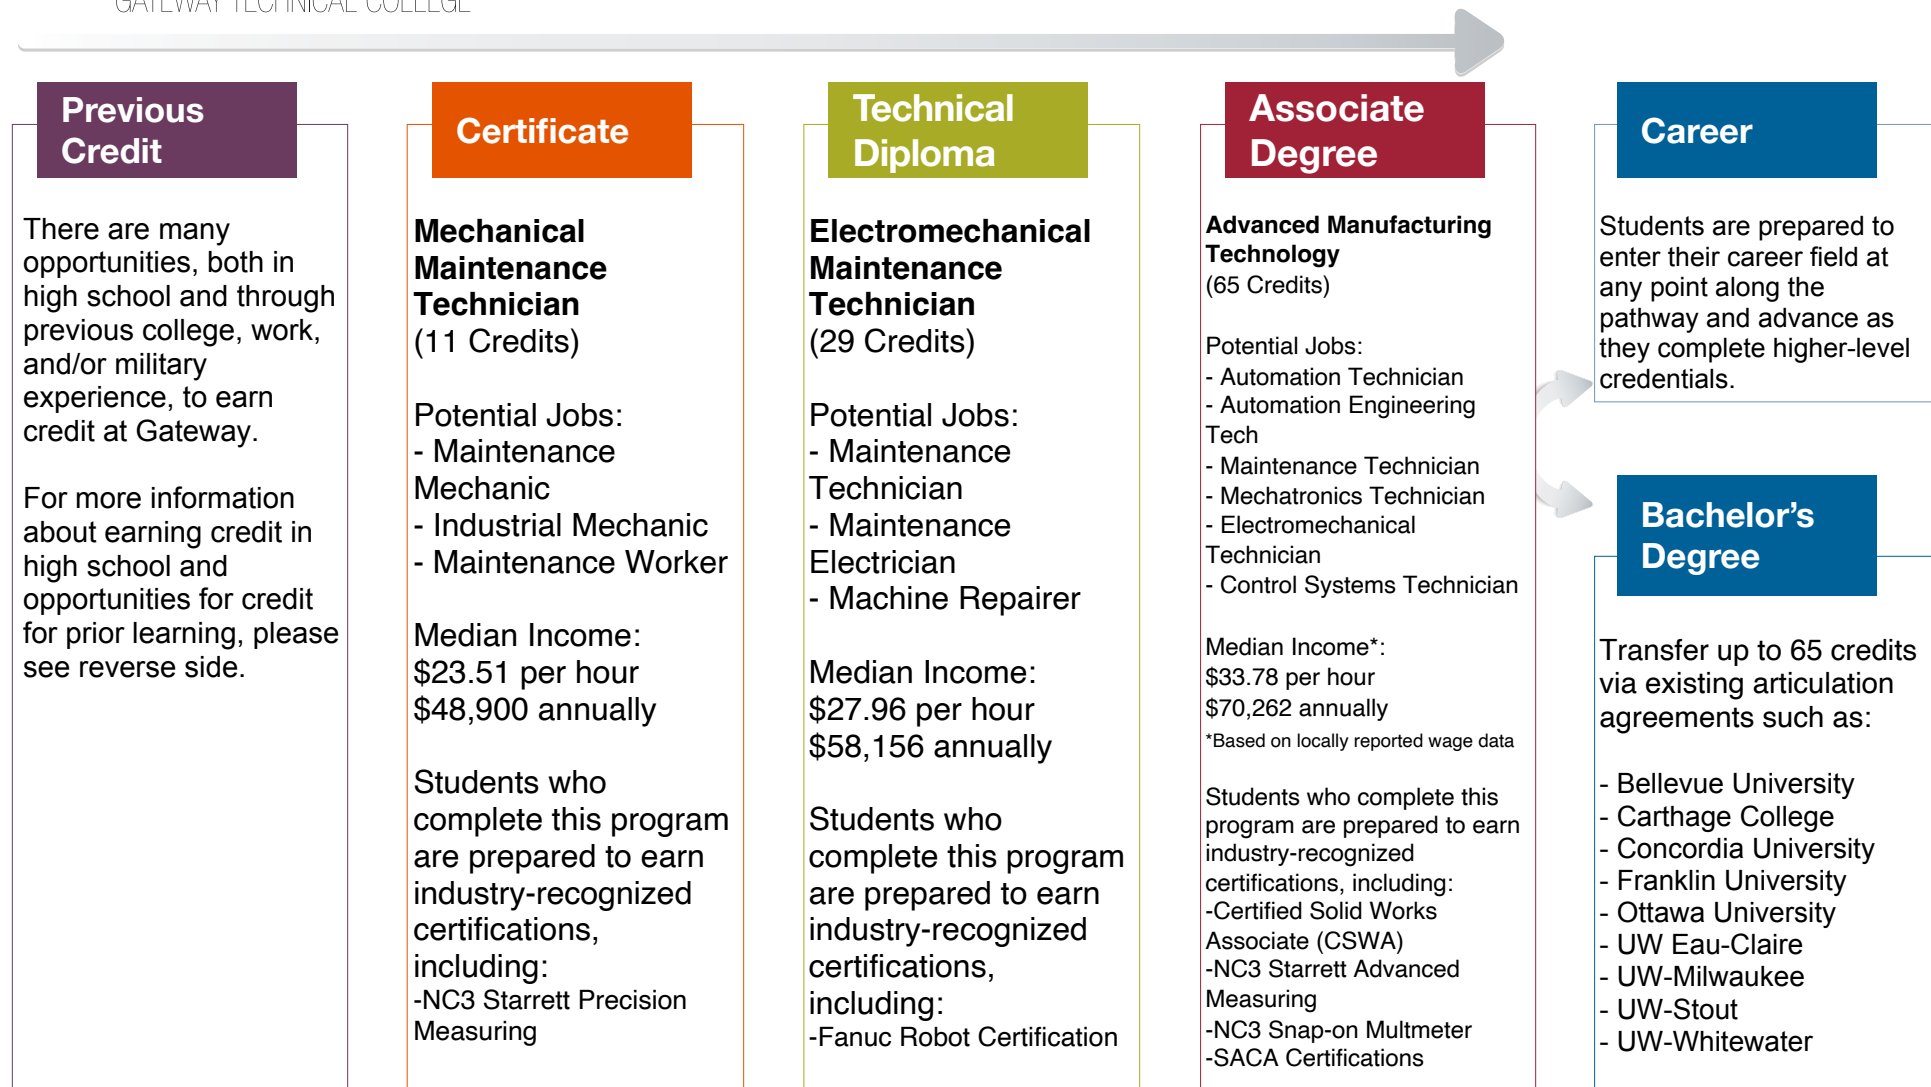 GATEWAY TECHNICAL COLLEGE
Previous
Credit
There are many
opportunities, both in
high school and through
previous college, work,
and/or military
experience, to earn
credit at Gateway.
For more information
about earning credit in
high school and
opportunities for credit
for prior learning, please
see reverse side.
Certificate
Mechanical
Maintenance
Technician
(11 Credits)
Potential Jobs:
- Maintenance
Mechanic
- Industrial Mechanic
- Maintenance Worker
Median Income:
$23.51 per hour
$48,900 annually
Students who
complete this program
are prepared to earn
industry-recognized
certifications,
including:
-NC3 Starrett Precision
Measuring
Technical
Diploma
Electromechanical
Maintenance
Technician
(29 Credits)
Potential Jobs:
- Maintenance
Technician
- Maintenance
Electrician
- Machine Repairer
Median Income:
$27.96 per hour
$58,156 annually
Students who
complete this program
are prepared to earn
industry-recognized
certifications,
including:
-Fanuc Robot Certification
Associate
Degree
Advanced Manufacturing
Technology
(65 Credits)
Potential Jobs:
- Automation Technician
- Automation Engineering
Tech
- Maintenance Technician
- Mechatronics Technician
- Electromechanical
Technician
- Control Systems Technician
Median Income*:
$33.78 per hour
$70,262 annually
*Based on locally reported wage data
Students who complete this
program are prepared to earn
industry-recognized
certifications, including:
-Certified Solid Works
Associate (CSWA)
-NC3 Starrett Advanced
Measuring
-NC3 Snap-on Multmeter
-SACA Certifications
Career
Students are prepared to
enter their career field at
any point along the
pathway and advance as
they complete higher-level
credentials.
Bachelor’s
Degree
Transfer up to 65 credits
via existing articulation
agreements such as:
- Bellevue University
- Carthage College
- Concordia University
- Franklin University
- Ottawa University
- UW Eau-Claire
- UW-Milwaukee
- UW-Stout
- UW-Whitewater